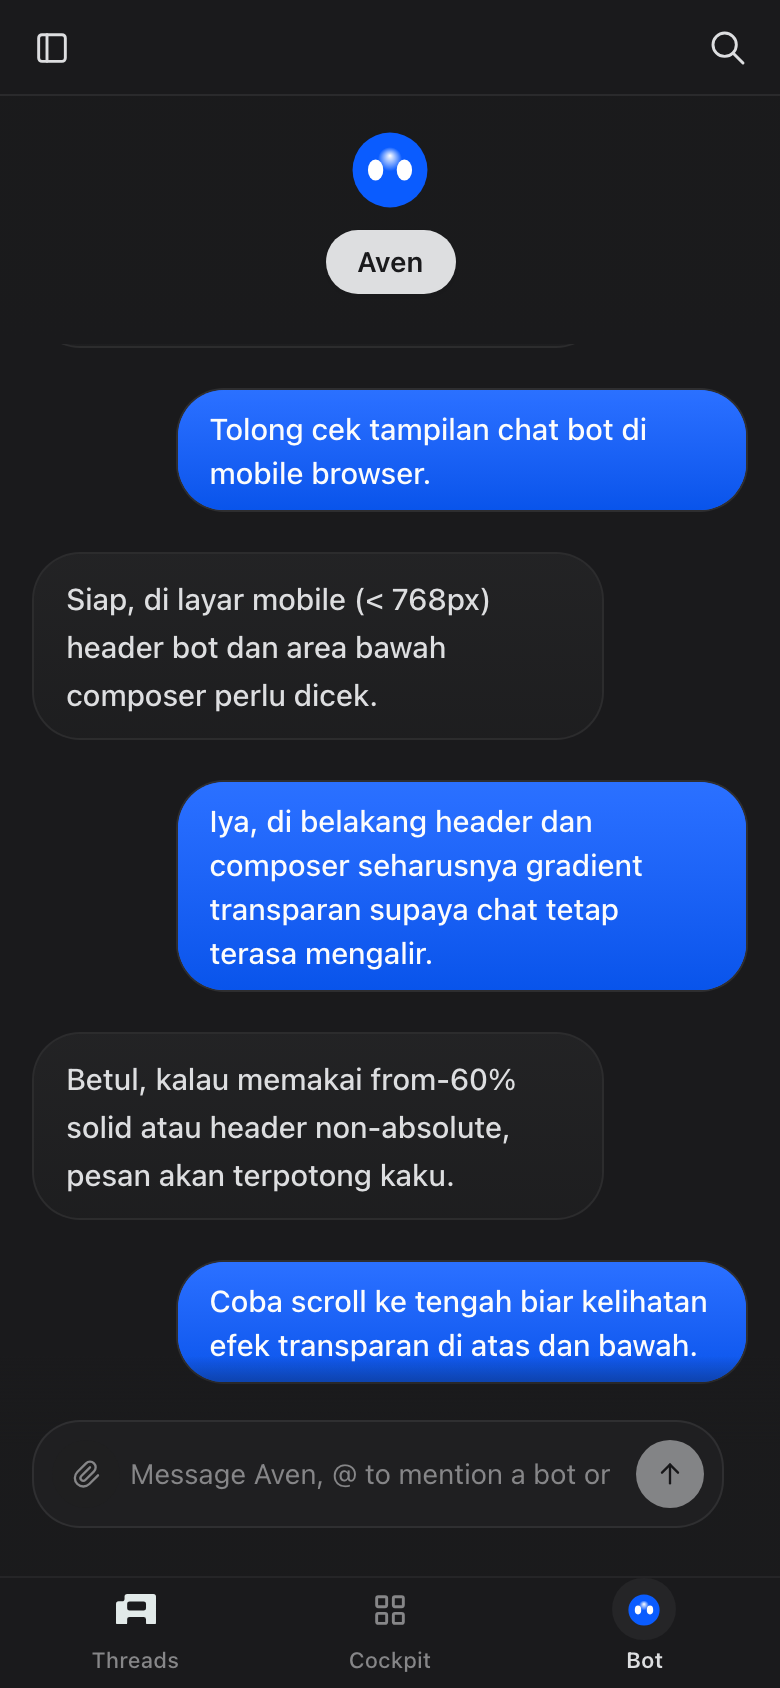 Aven
Tolong cek tampilan chat bot di
mobile browser.
Siap, di layar mobile (< 768px)
header bot dan area bawah
composer perlu dicek.
Iya, di belakang header dan
composer seharusnya gradient
transparan supaya chat tetap
terasa mengalir.
Betul, kalau memakai from-60%
solid atau header non-absolute,
pesan akan terpotong kaku.
Coba scroll ke tengah biar kelihatan
efek transparan di atas dan bawah.
Message Aven, @ to mention a bot or
Threads
Cockpit
Bot